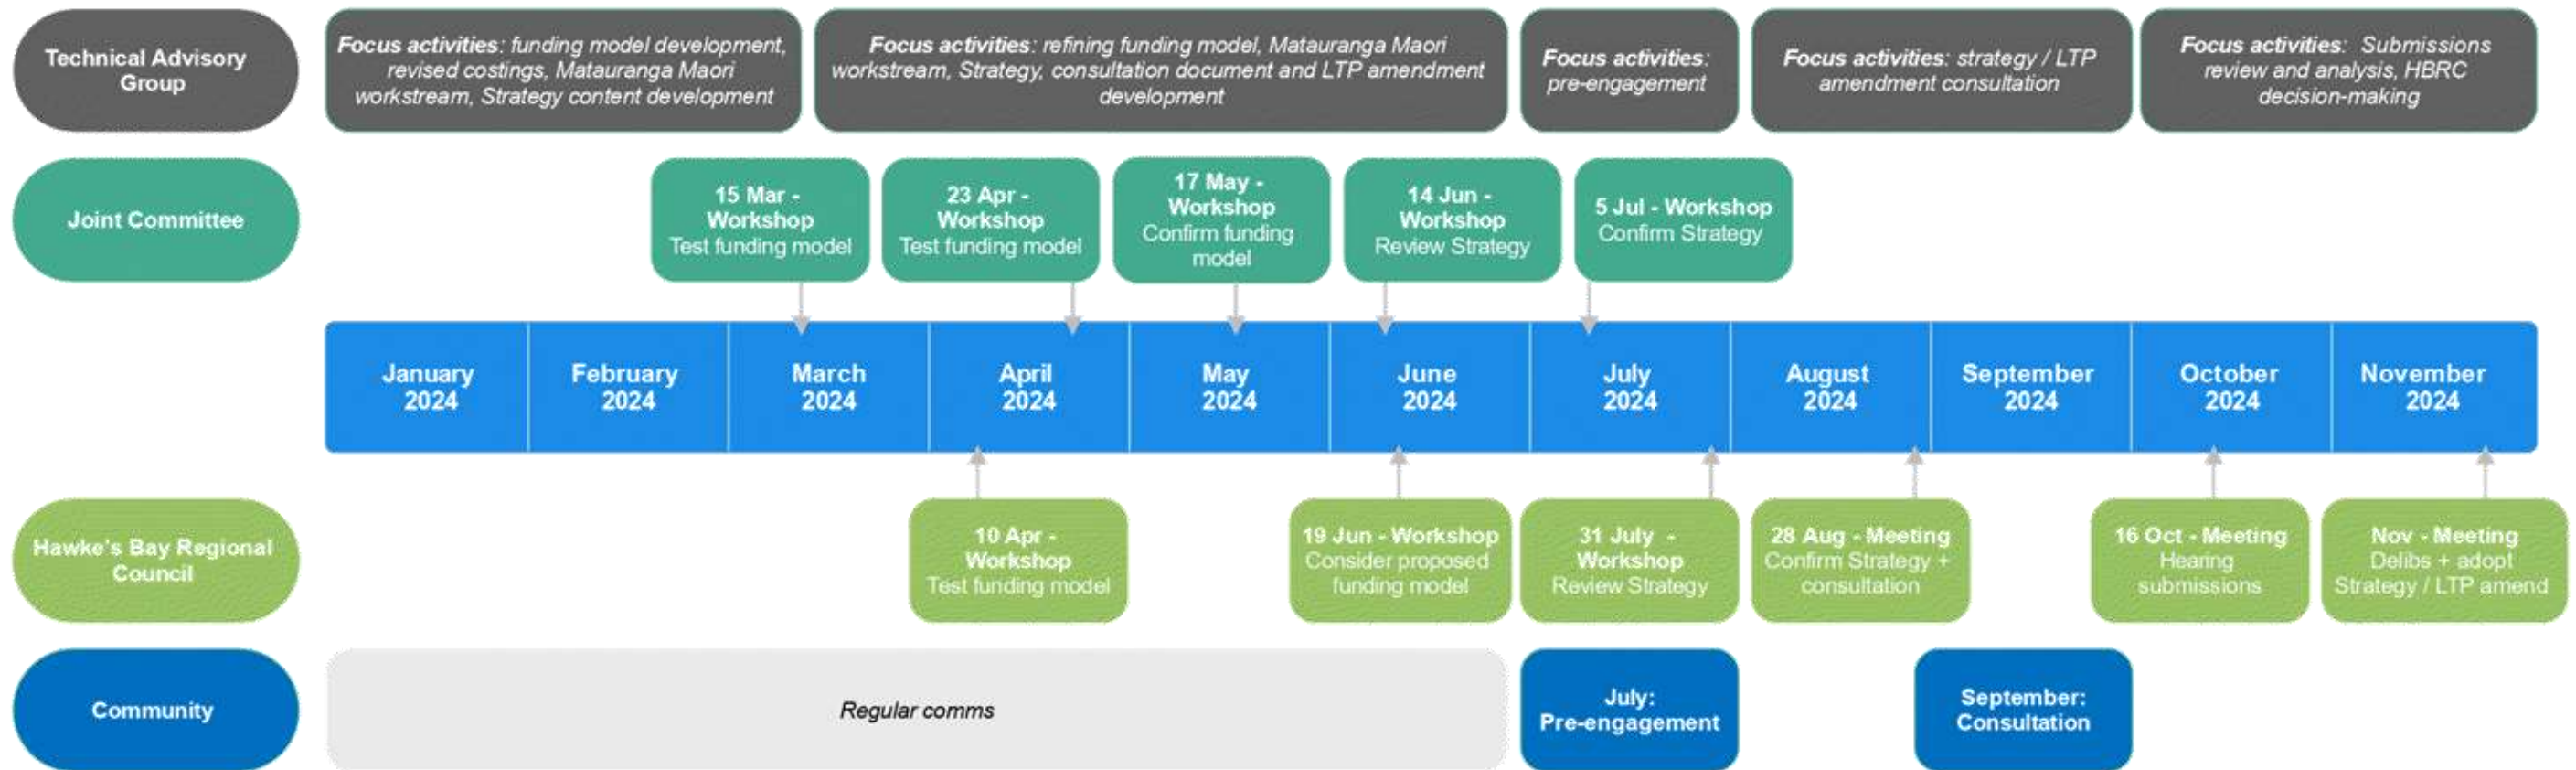 Technical Advisory
Group
Focus activities: funding model development,
revised costings, Matauranga Maori
workstream, Strategy content development
Focus activities: refining funding model, Matauranga Maori
workstream, Strategy, consultation document and LTP amendment
development
Focus activities:
pre-engagement
Focus activities: strategy / LTP
amendment consultation
Focus activities: Submissions
review and analysis, HBRC
decision-making
Joint Committee
15 Mar -
Workshop
Test funding model
23 Apr -
Workshop
Test funding model
17 May -
Workshop
Confirm funding
model
14 Jun -
Workshop
Review Strategy
5 Jul - Workshop
Confirm Strategy
January
2024
February
2024
March
2024
April
2024
May
2024
June
2024
July
2024
August
2024
September
2024
October
2024
November
2024
Hawke's Bay Regional
Council
10 Apr -
Workshop
Test funding model
19 Jun - Workshop
Consider proposed
funding model
31 July -
Workshop
Review Strategy
28 Aug - Meeting
Confirm Strategy +
consultation
16 Oct - Meeting
Hearing
submissions
Nov - Meeting
Delibs + adopt
Strategy / LTP amend
Community
Regular comms
July:
Pre-engagement
September:
Consultation